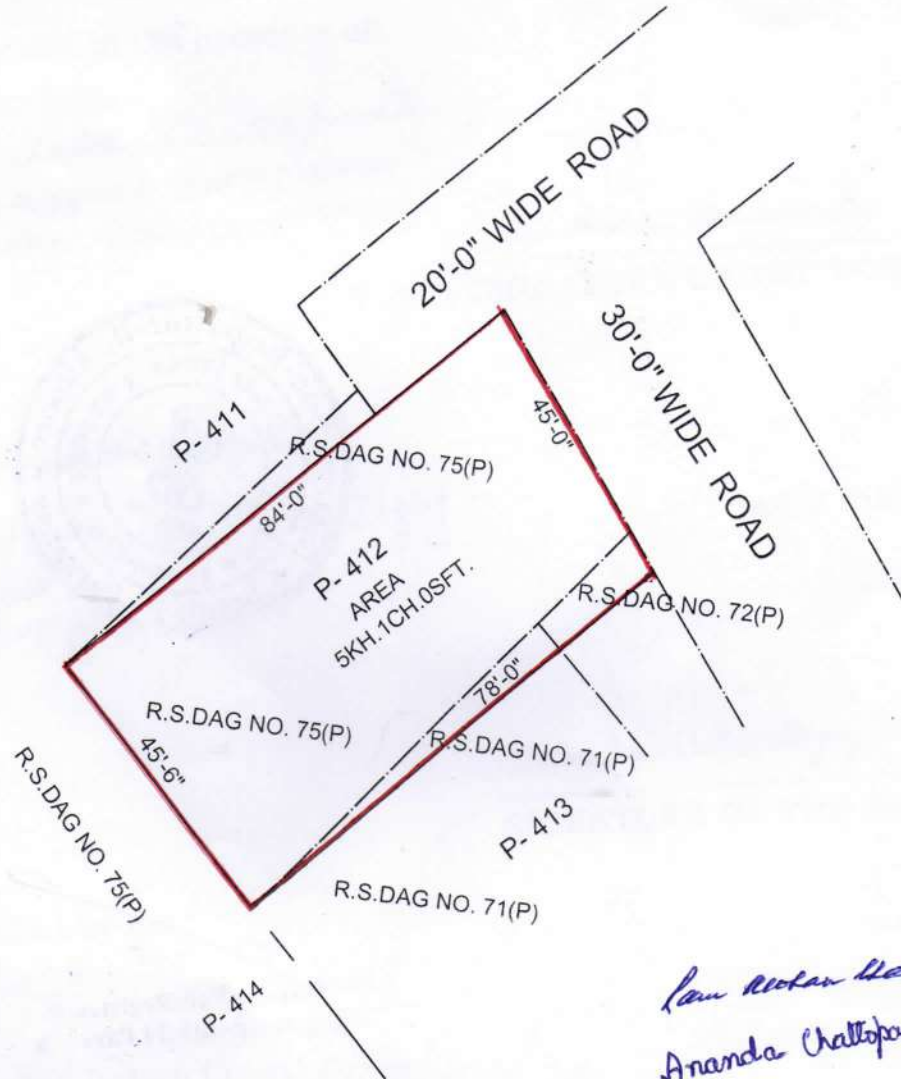 20'-0" WIDE ROAD
30'-0" WIDE ROAD
P- 411
R.S.DAG NO. 75(P)
45'-0"
84'-0"
P- 412
AREA
5KH.1CH.0SFT.
R.S.DAG NO. 72(P)
78'-0"
R.S.DAG NO. 75(P)
R.S.DAG NO. 71(P)
45'-6"
R.S.DAG NO. 75(P)
P- 413
R.S.DAG NO. 71(P)
P- 414
Ananda